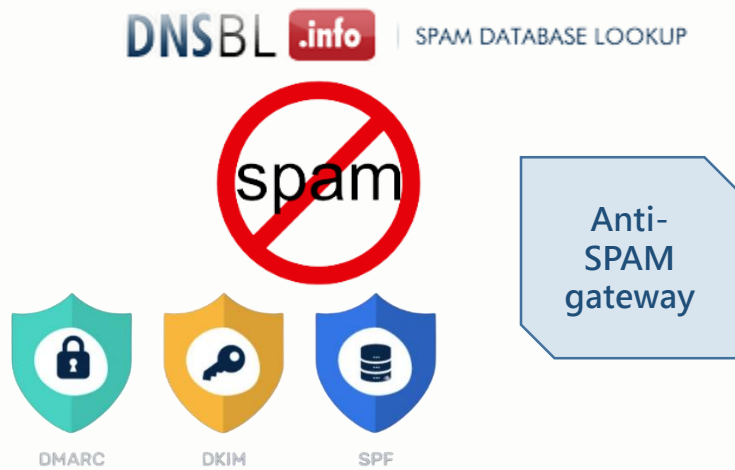 DNSBL .info SPAM DATABASE LOOKUP
spam
Anti-
SPAM
gateway
DMARC DKIM SPF